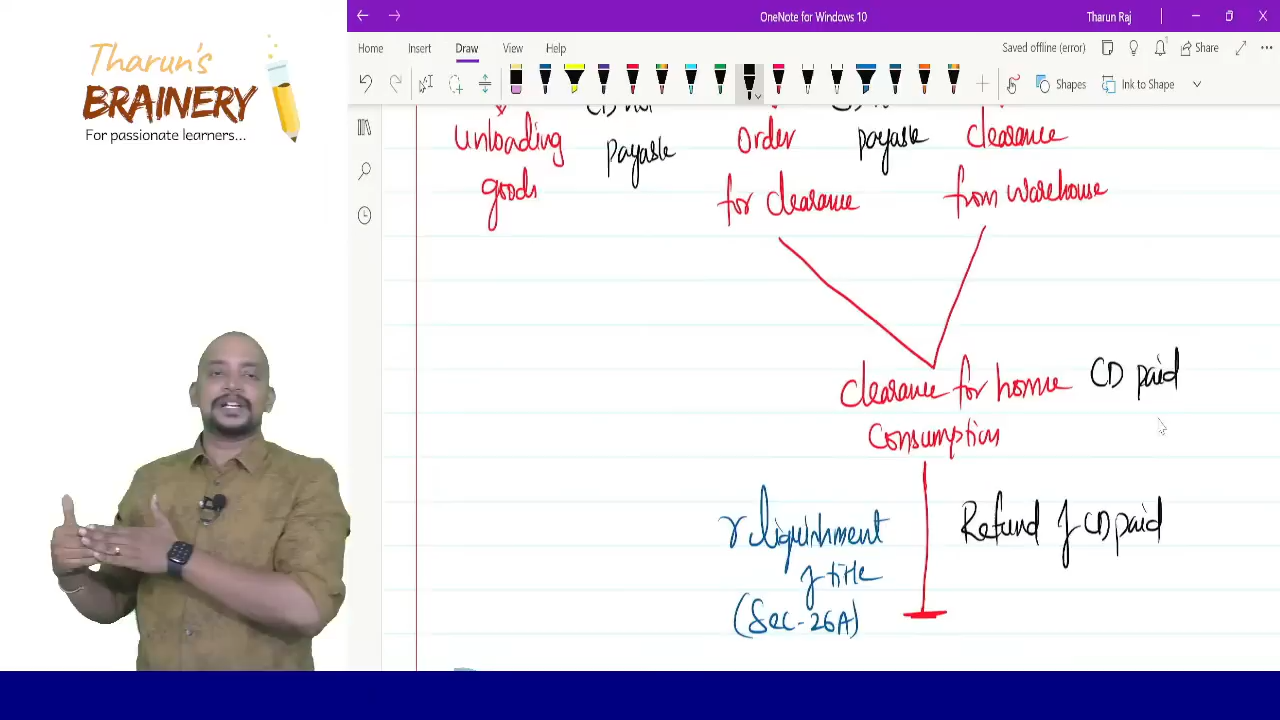 Tharun's
BRAINERY
For passionate learners...
OneNote for Windows 10
Tharun Raj
Home Insert Draw View Help
Saved offline (error)
Share
Shapes
Ink to Shape
unloading
goods
payable
order
for clearance
payable
clearance
from warehouse
clearance for home
consumption
CD paid
reliquishment
of title
(Sec-26A)
Refund of CD paid